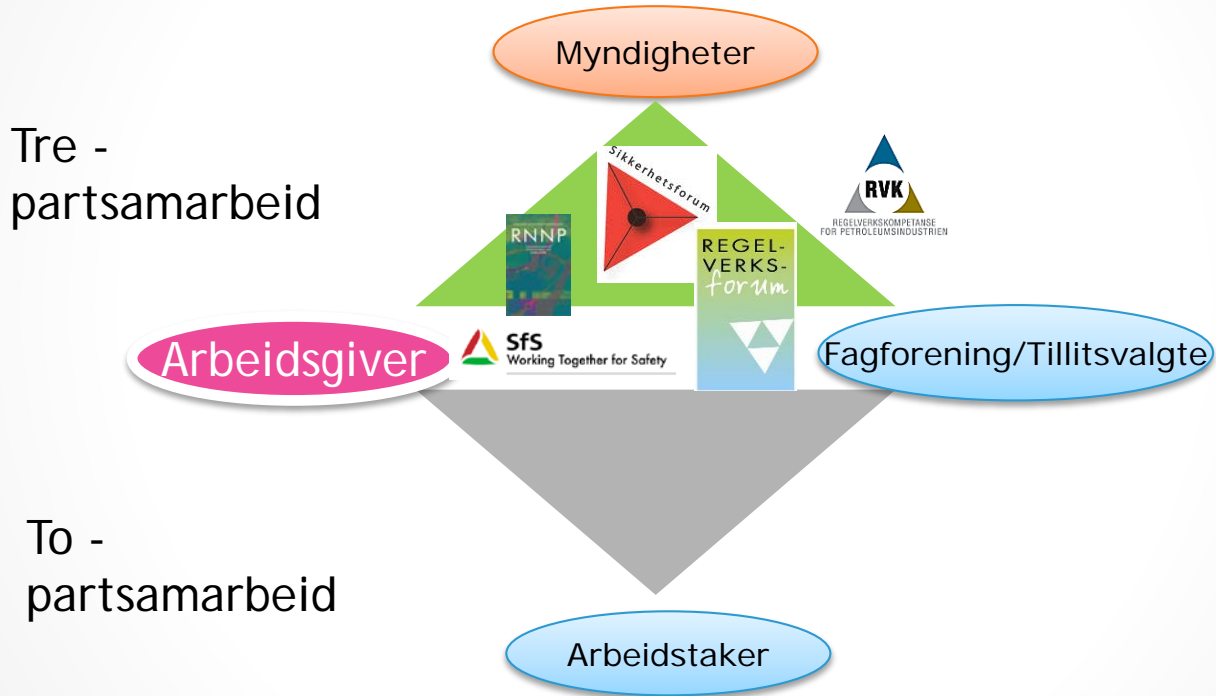 Myndigheter
Tre -
partsamarbeid
Sikkerhetsforum
RVK
REGELVERKSKOMPETANSE
FOR PETROLEUMSINDUSTRIEN
RNNP
REGEL-
VERKS-
forum
SfS
Working Together for Safety
Arbeidsgiver
Fagforening/Tillitsvalgte
To -
partsamarbeid
Arbeidstaker